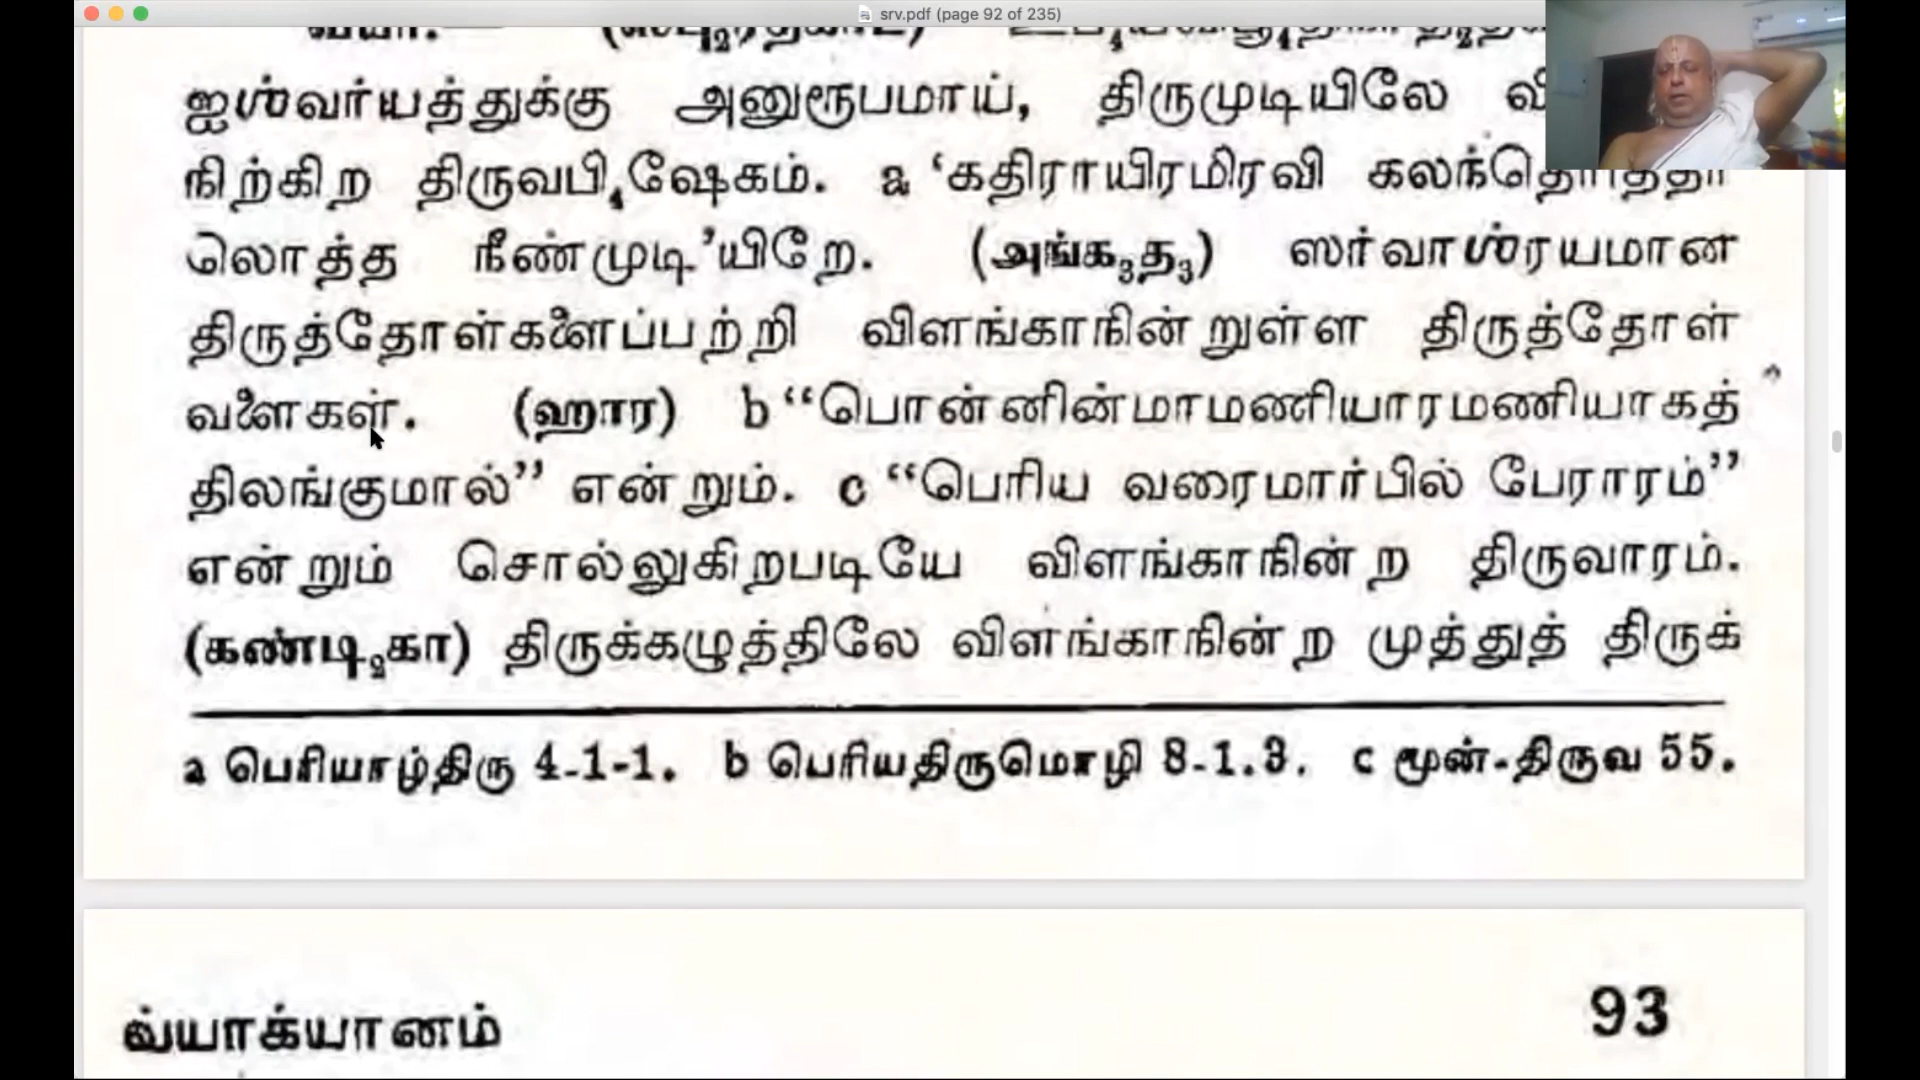 srv.pdf (page 92 of 235)
ஐஶ்வர்யத்துக்கு அனுரூபமாய், திருமுடியிலே
நிற்கிற திருவபி₄ஷேகம். a ‘கதிராயிரமிரவி கலந்தெரித்தா
லொத்த நீண்முடி’யிறே. (அங்க₃த₃) ஸர்வாஶ்ரயமான
திருத்தோள்களைப்பற்றி விளங்காநின்றுள்ள திருத்தோள்
வளைகள். (ஹார) b “பொன்னின்மாமணியாரமணியாகத்
திலங்குமால்” என்றும். c “பெரிய வரைமார்பில் பேராரம்”
என்றும் சொல்லுகிறபடியே விளங்காநின்ற திருவாரம்.
(கண்டி₂கா) திருக்கழுத்திலே விளங்காநின்ற முத்துத் திருக்
a பெரியாழ்திரு 4-1-1. b பெரியதிருமொழி 8-1.3. c மூன்-திருவ 55.
வ்யாக்யானம் 93